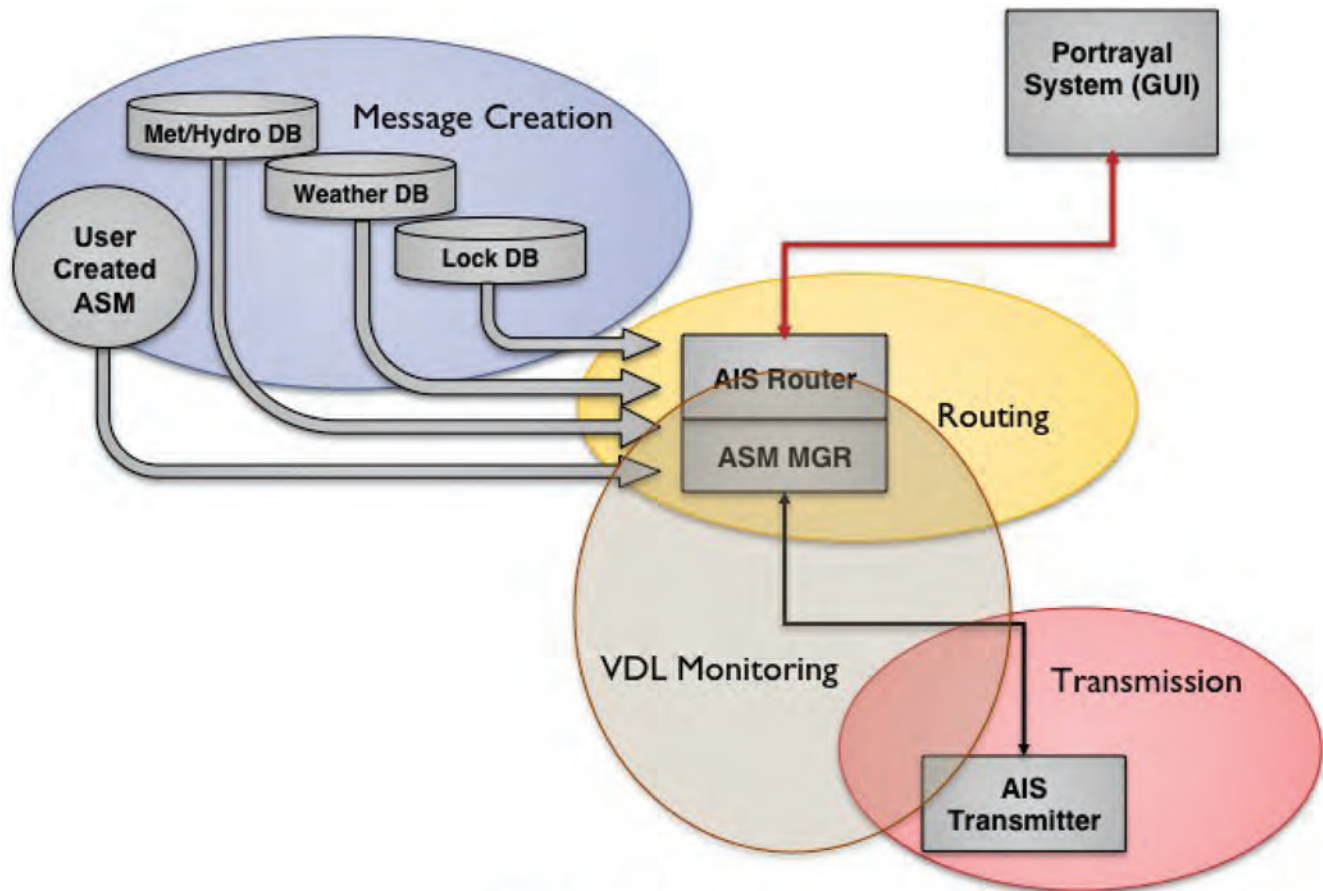 Portrayal
System (GUI)
Message Creation
Met/Hydro DB
Weather DB
User
Created
ASM
Lock DB
AIS Router
Routing
ASM MGR
VDL Monitoring
Transmission
AIS
Transmitter